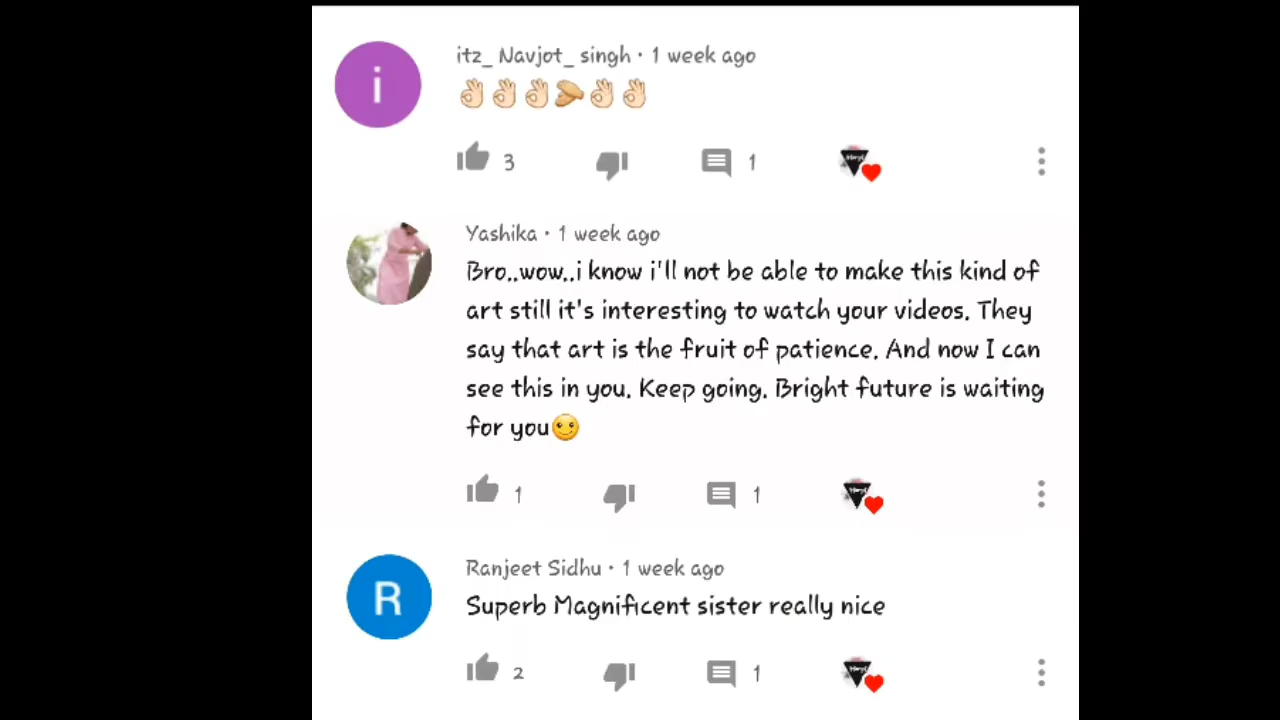 i
itz_ Navjot_ singh · 1 week ago
👌🏻👌🏻👌🏻👏🏼👌🏻👌🏻
3
1
Yashika · 1 week ago
Bro..wow..i know i'll not be able to make this kind of
art still it's interesting to watch your videos. They
say that art is the fruit of patience. And now I can
see this in you. Keep going. Bright future is waiting
for you🙂
1
1
R
Ranjeet Sidhu · 1 week ago
Superb Magnificent sister really nice
2
1